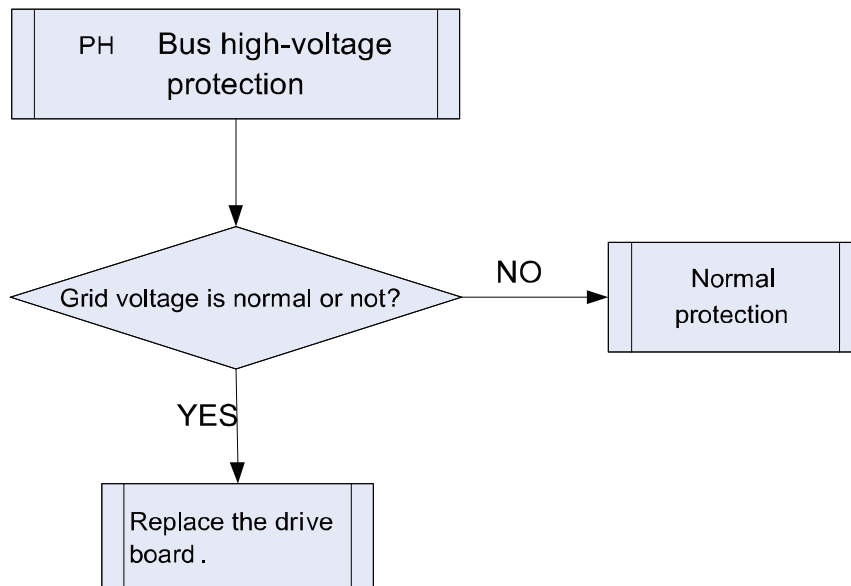 PH Bus high-voltage
protection
Grid voltage is normal or not?
NO
Normal
protection
YES
Replace the drive
board .